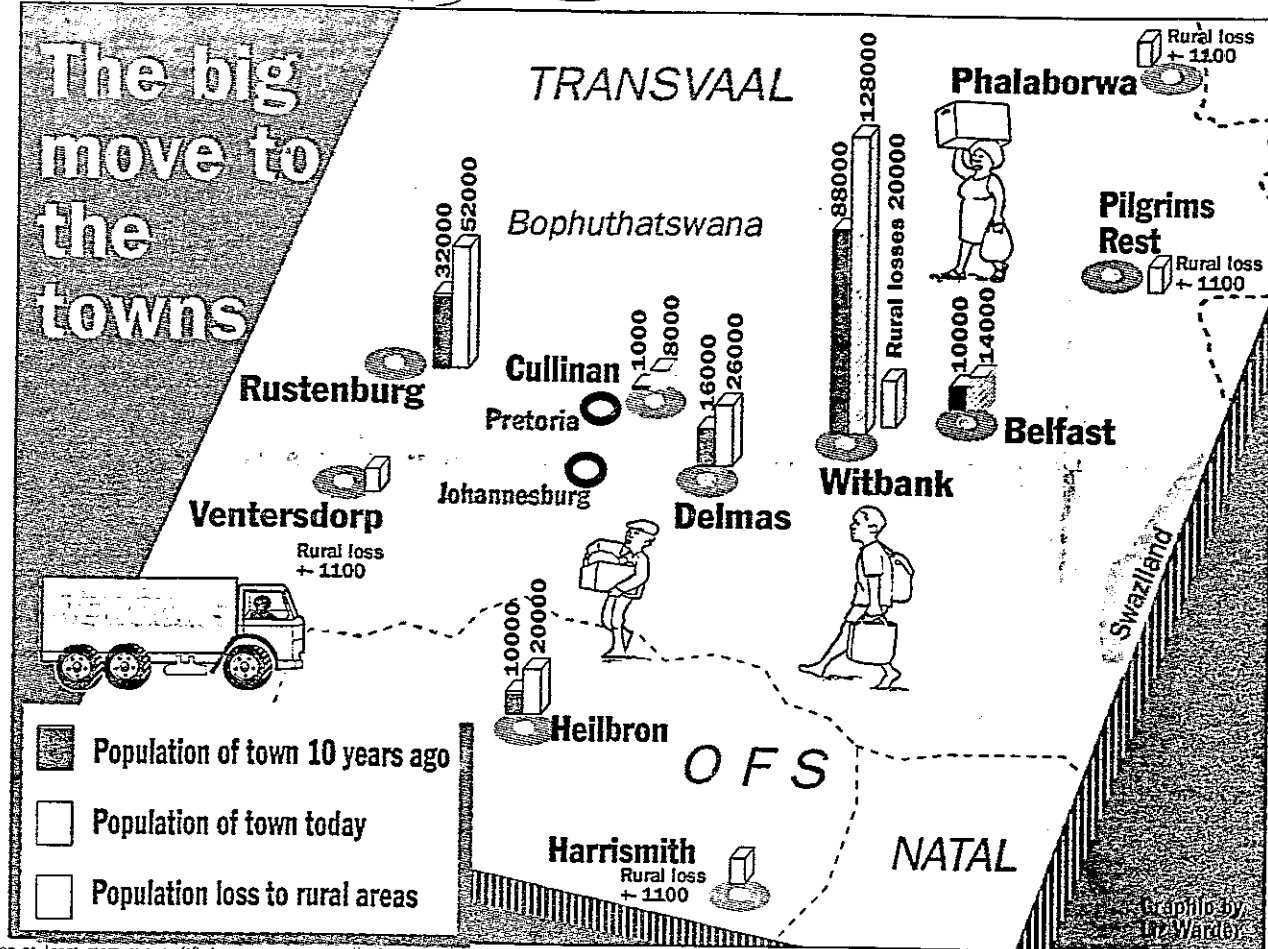 The big
move to
the
towns
TRANSVAAL
Bophuthatswana
Phalaborwa
Rural loss
+- 1100
Pilgrims
Rest
Rural loss
+- 1100
32000
52000
Rustenburg
Cullinan
1000
8000
Pretoria
Johannesburg
16000
26000
Delmas
88000
128000
Rural losses 20000
Witbank
10000
14000
Belfast
Ventersdorp
Rural loss
+- 1100
Swaziland
10000
20000
Heilbron
OFS
NATAL
Harrismith
Rural loss
+- 1100
Population of town 10 years ago
Population of town today
Population loss to rural areas
Graphic by
Liz Warder